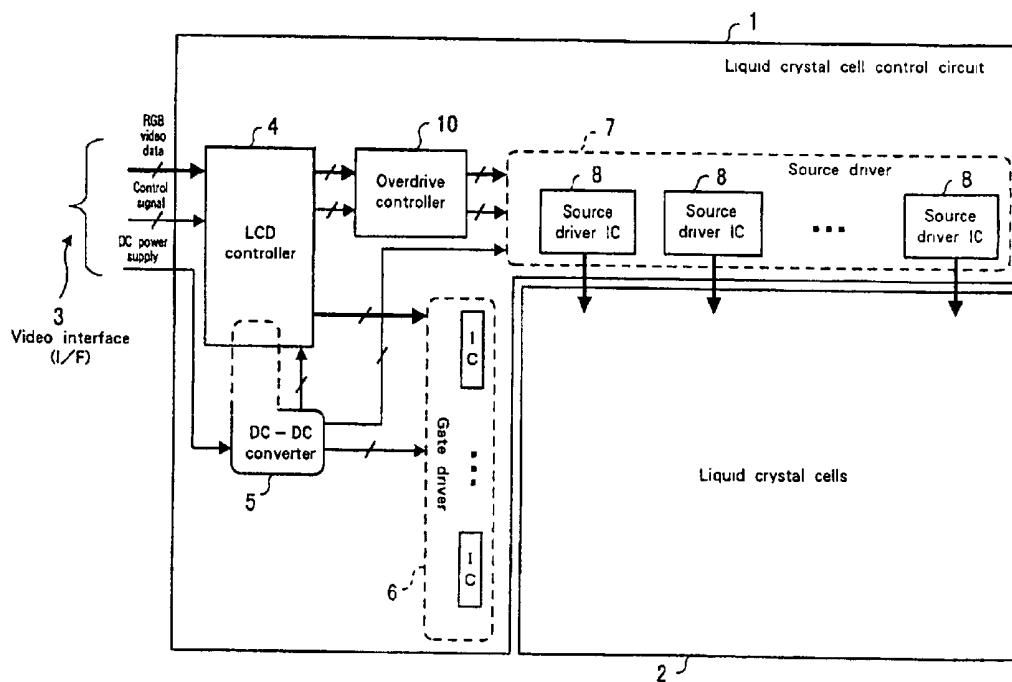 1
Liquid crystal cell control circuit
RGB
video
data
Control
signal
DC power
supply
3
Video interface
(I/F)
4
LCD
controller
10
Overdrive
controller
7
Source driver
8
Source
driver IC
8
Source
driver IC
...
8
Source
driver IC
DC-DC
converter
5
IC
Gate driver
...
IC
6
Liquid crystal cells
2